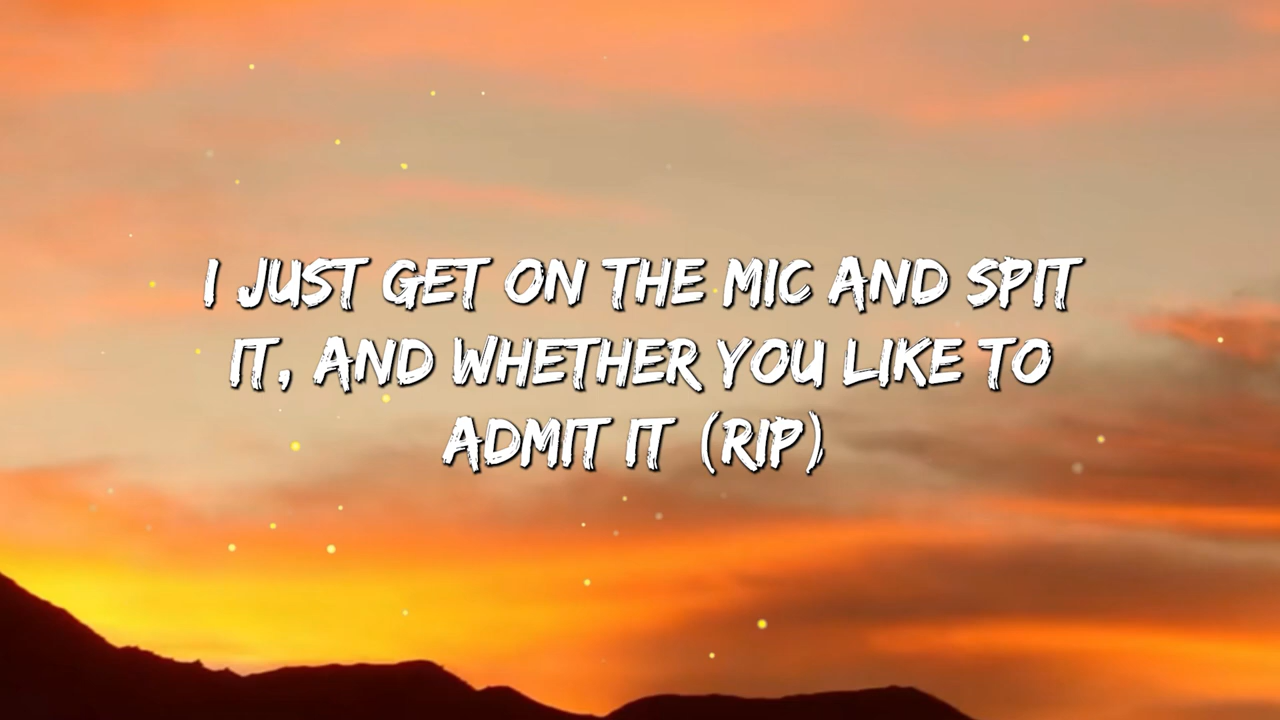 I JUST GET ON THE MIC AND SPIT
IT, AND WHETHER YOU LIKE TO
ADMIT IT (RIP)